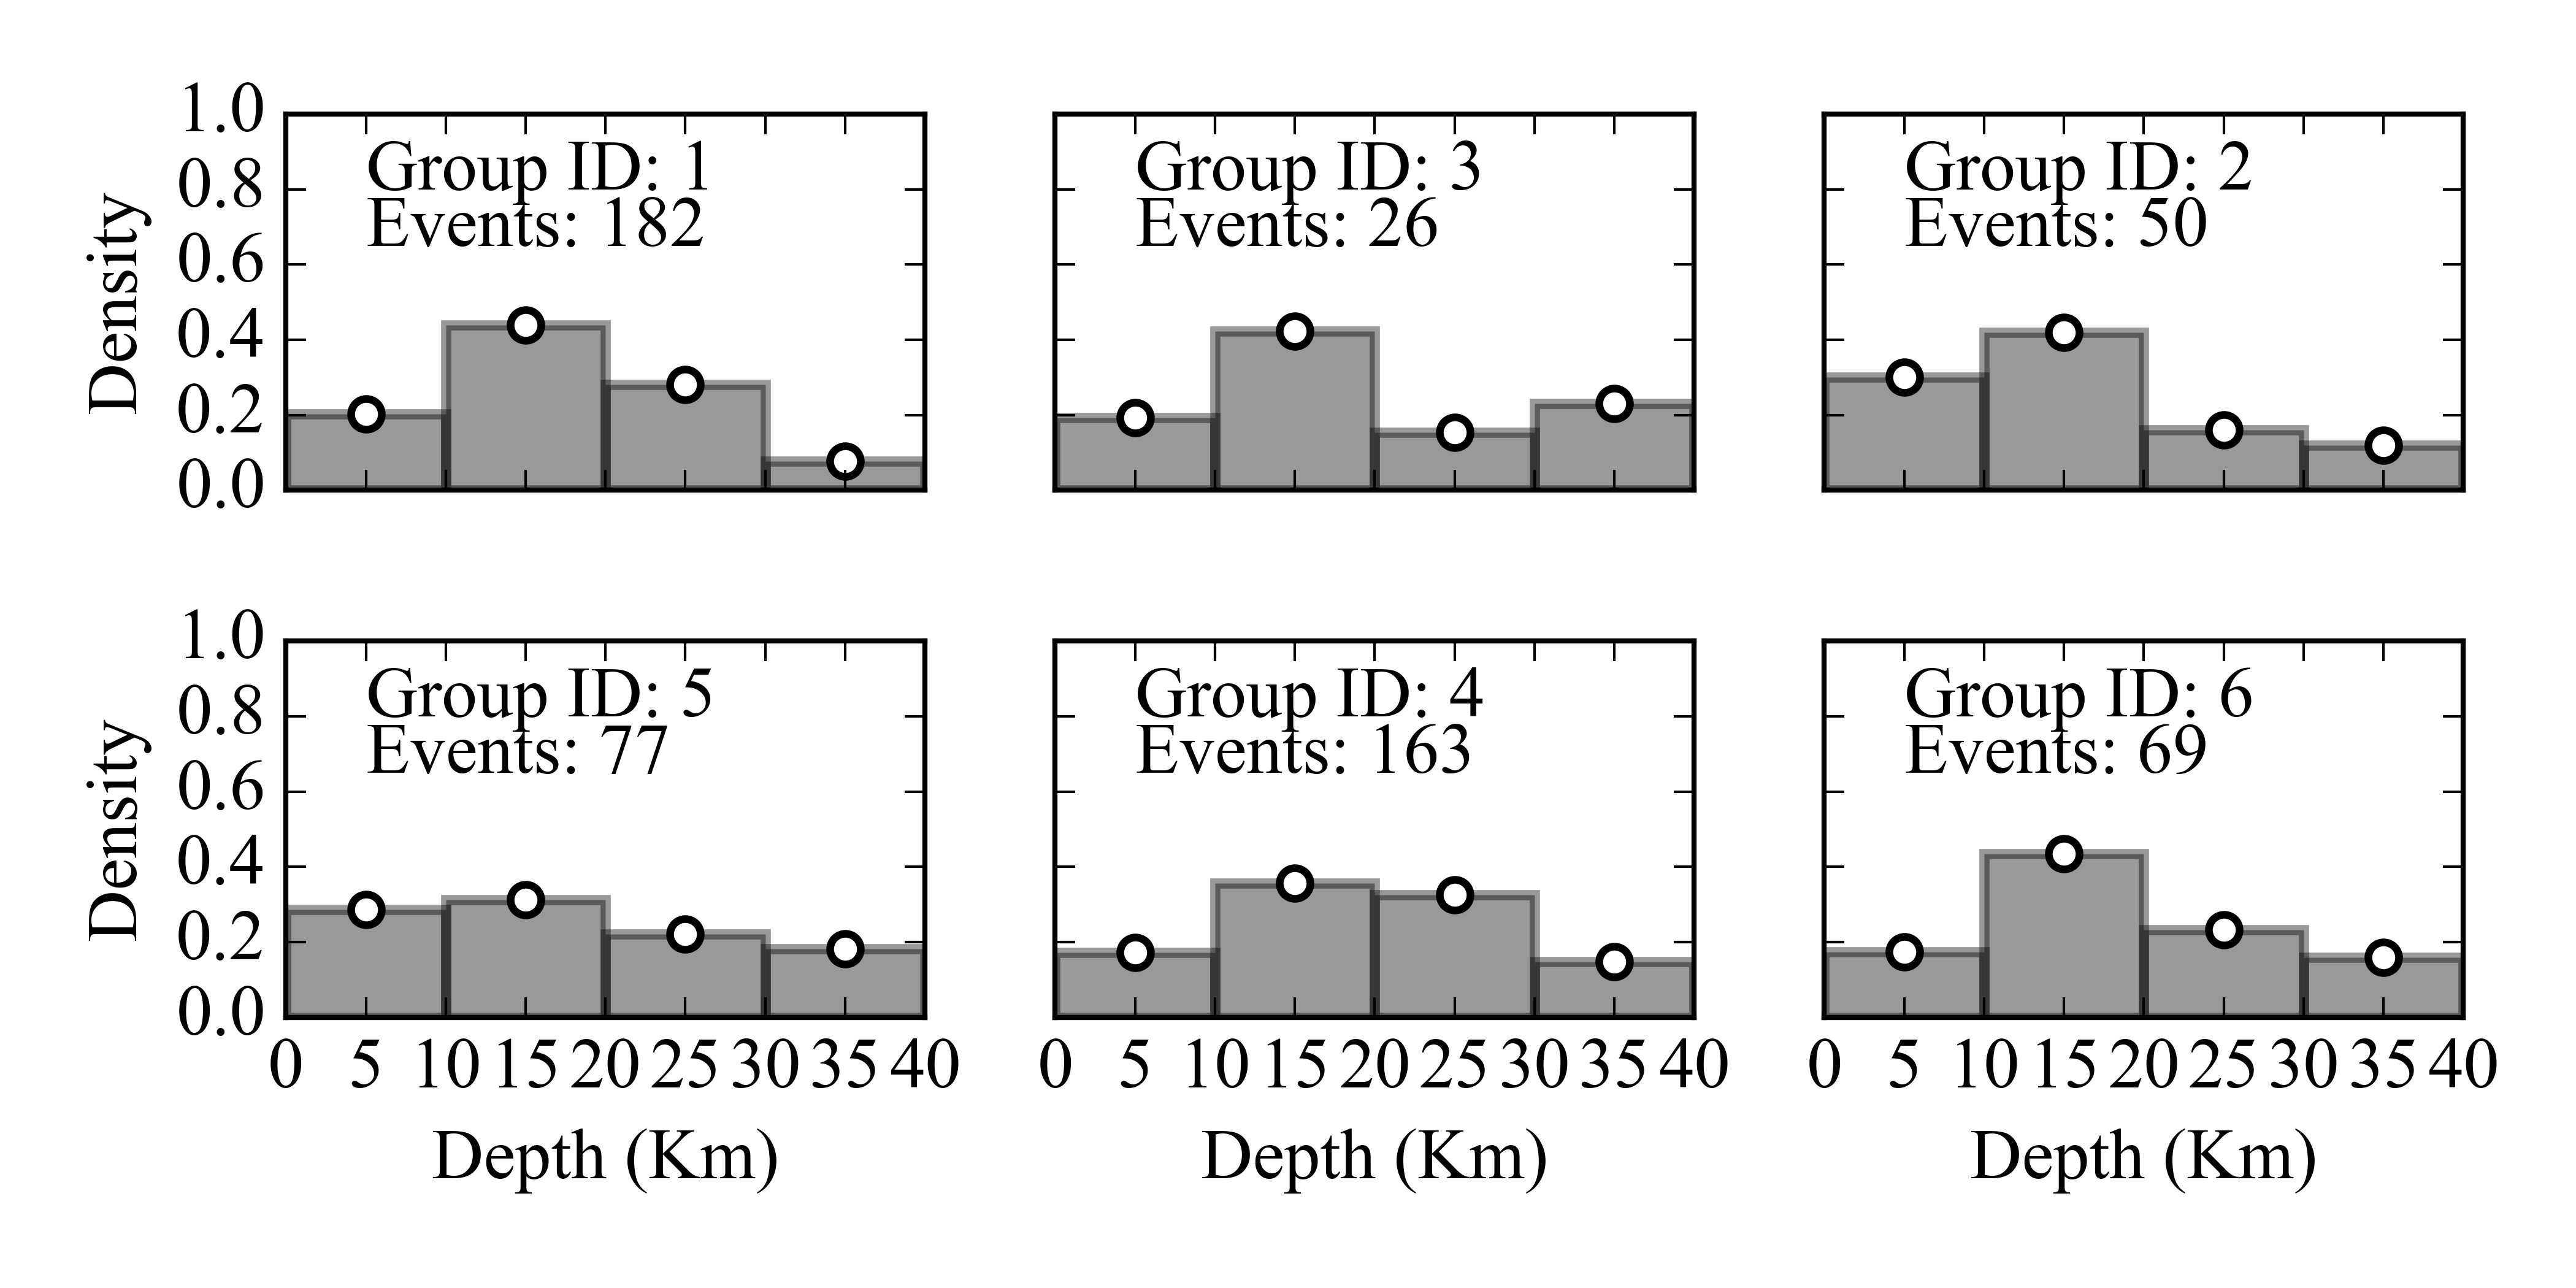 1.0
0.8
0.6
0.4
0.2
0.0
Density
Group ID: 1
Events: 182
Group ID: 3
Events: 26
Group ID: 2
Events: 50
1.0
0.8
0.6
0.4
0.2
0.0
Density
Group ID: 5
Events: 77
Group ID: 4
Events: 163
Group ID: 6
Events: 69
0 5 10 15 20 25 30 35 40
0 5 10 15 20 25 30 35 40
0 5 10 15 20 25 30 35 40
Depth (Km)
Depth (Km)
Depth (Km)